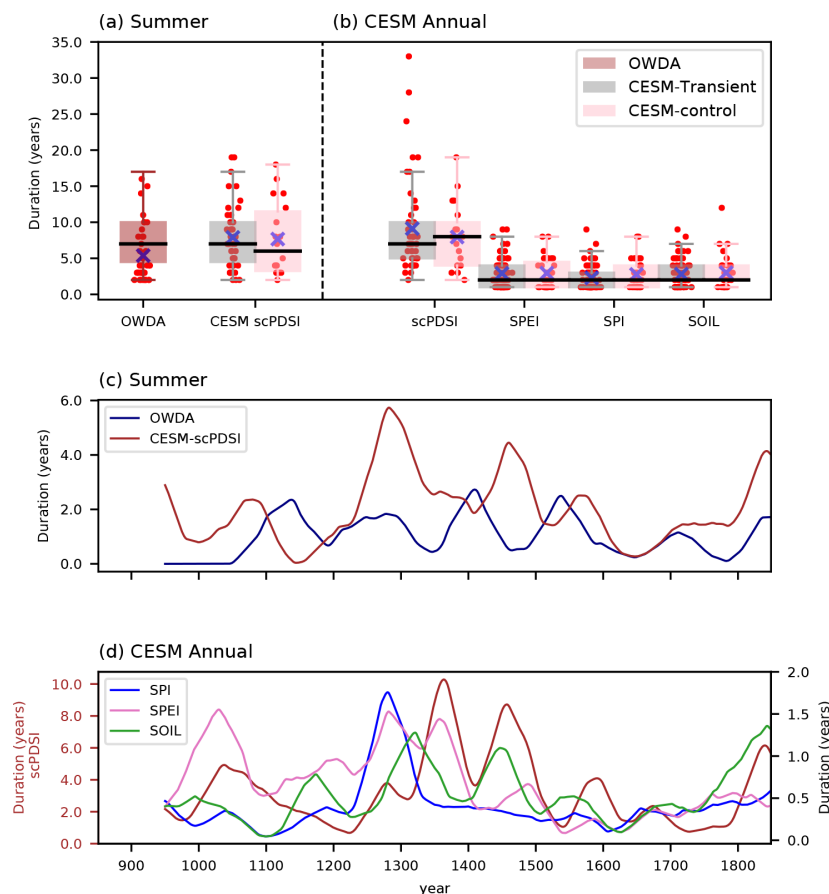 (a) Summer
(b) CESM Annual
35.0
30.0
25.0
20.0
15.0
10.0
5.0
0.0
Duration (years)
OWDA
CESM-Transient
CESM-control
OWDA
CESM scPDSI
scPDSI
SPEI
SPI
SOIL
(c) Summer
6.0
4.0
2.0
0.0
Duration (years)
OWDA
CESM-scPDSI
(d) CESM Annual
10.0
8.0
6.0
4.0
2.0
0.0
Duration (years)
scPDSI
SPI
SPEI
SOIL
2.0
1.5
1.0
0.5
0.0
Duration (years)
900 1000 1100 1200 1300 1400 1500 1600 1700 1800
year